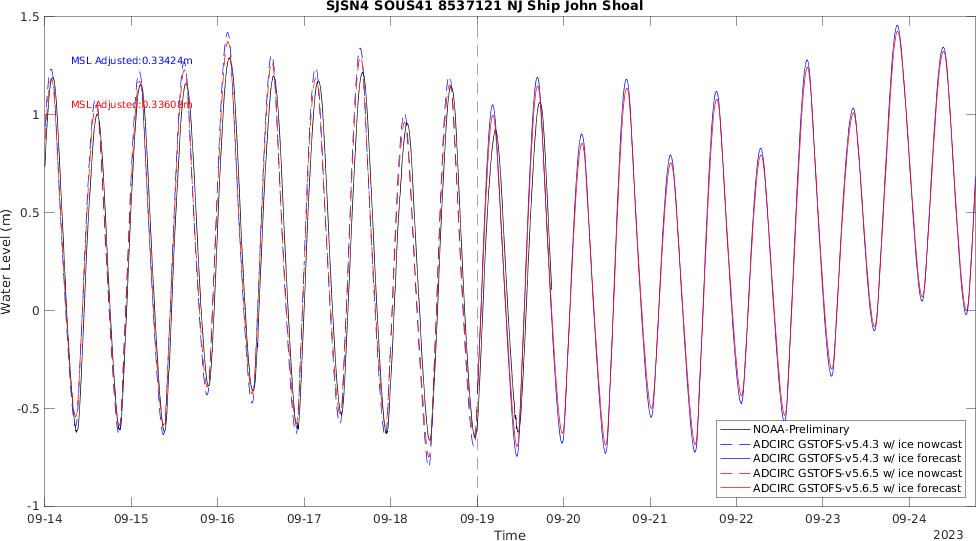 SJSN4 SOUS41 8537121 NJ Ship John Shoal
1.5
MSL Adjusted:0.33424m
MSL Adjusted:0.33608m
1
0.5
0
-0.5
-1
Water Level (m)
NOAA-Preliminary
ADCIRC GSTOFS-v5.4.3 w/ ice nowcast
ADCIRC GSTOFS-v5.4.3 w/ ice forecast
ADCIRC GSTOFS-v5.6.5 w/ ice nowcast
ADCIRC GSTOFS-v5.6.5 w/ ice forecast
09-14 09-15 09-16 09-17 09-18 09-19 09-20 09-21 09-22 09-23 09-24
Time
2023